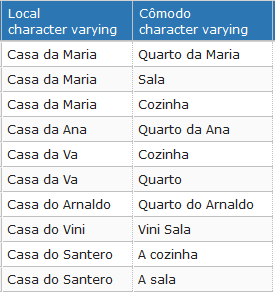 Local Cômodo
character varying character varying
Casa da Maria Quarto da Maria
Casa da Maria Sala
Casa da Maria Cozinha
Casa da Ana Quarto da Ana
Casa da Va Cozinha
Casa da Va Quarto
Casa do Arnaldo Quarto do Arnaldo
Casa do Vini Vini Sala
Casa do Santero A cozinha
Casa do Santero A sala